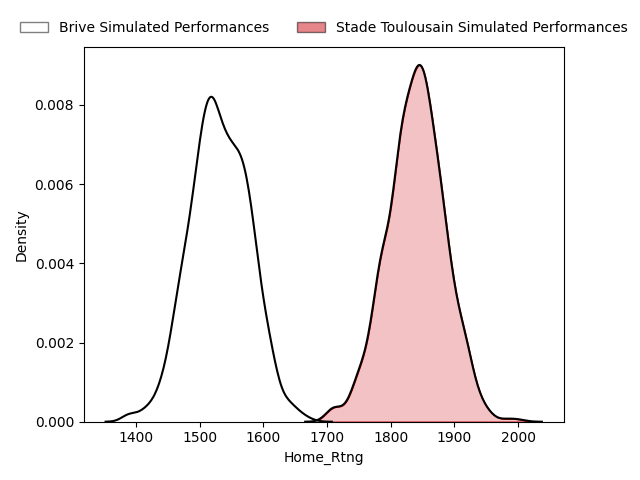 Brive Simulated Performances
Stade Toulousain Simulated Performances
0.008
0.006
0.004
0.002
0.000
Density
1400 1500 1600 1700 1800 1900 2000
Home_Rtng